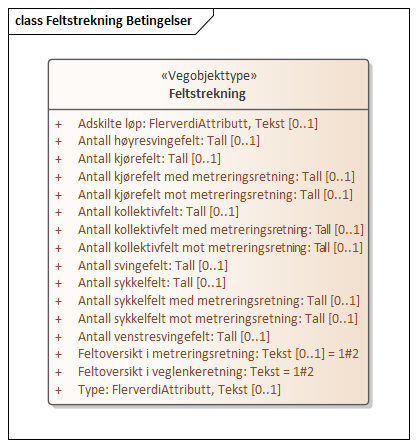 class Feltstrekning Betingelser
«Vegobjekttype»
Feltstrekning
+ Adskilte løp: FlerverdiAttributt, Tekst [0..1]
+ Antall høyresvingefelt: Tall [0..1]
+ Antall kjørefelt: Tall [0..1]
+ Antall kjørefelt med metreringsretning: Tall [0..1]
+ Antall kjørefelt mot metreringsretning: Tall [0..1]
+ Antall kollektivfelt: Tall [0..1]
+ Antall kollektivfelt med metreringsretning: Tall [0..1]
+ Antall kollektivfelt mot metreringsretning: Tall [0..1]
+ Antall svingefelt: Tall [0..1]
+ Antall sykkelfelt: Tall [0..1]
+ Antall sykkelfelt med metreringsretning: Tall [0..1]
+ Antall sykkelfelt mot metreringsretning: Tall [0..1]
+ Antall venstresvingefelt: Tall [0..1]
+ Feltoversikt i metreringsretning: Tekst [0..1] = 1#2
+ Feltoversikt i veglenkeretning: Tekst = 1#2
+ Type: FlerverdiAttributt, Tekst [0..1]